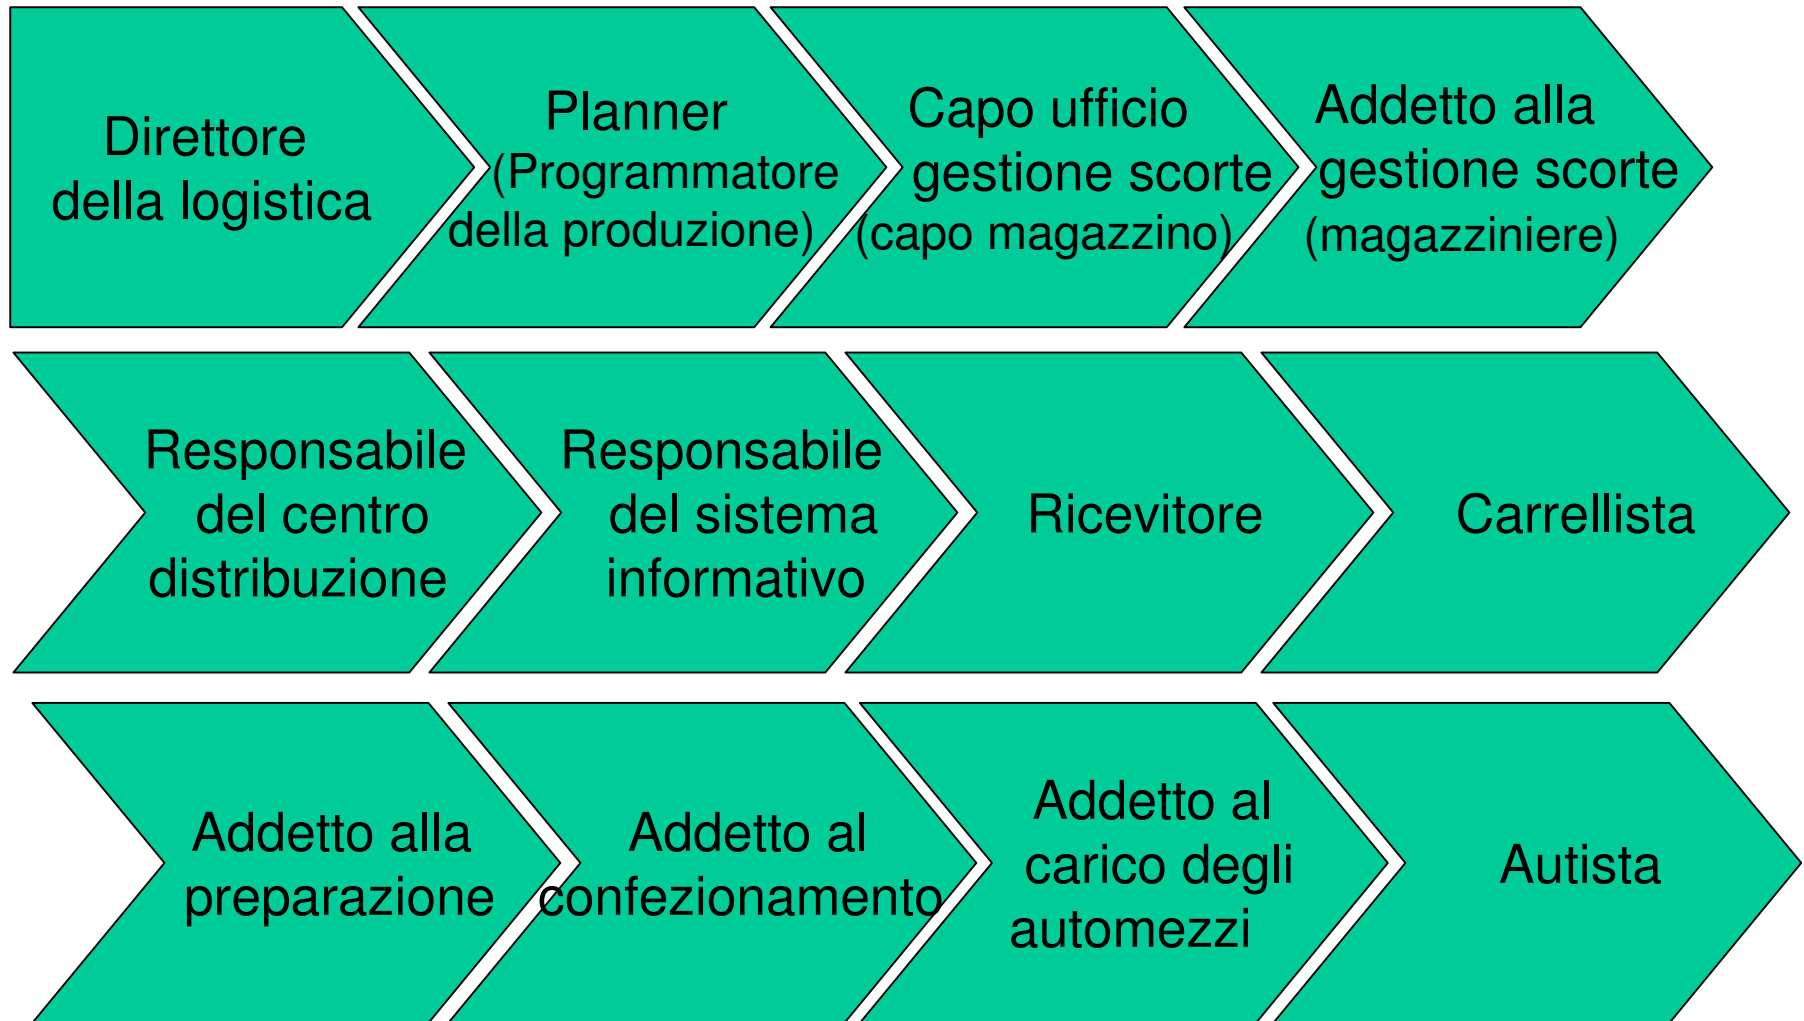 Direttore
della logistica
Planner
(Programmatore
della produzione)
Capo ufficio
gestione scorte
(capo magazzino)
Addetto alla
gestione scorte
(magazziniere)
Responsabile
del centro
distribuzione
Responsabile
del sistema
informativo
Ricevitore
Carrellista
Addetto alla
preparazione
Addetto al
confezionamento
Addetto al
carico degli
automezzi
Autista